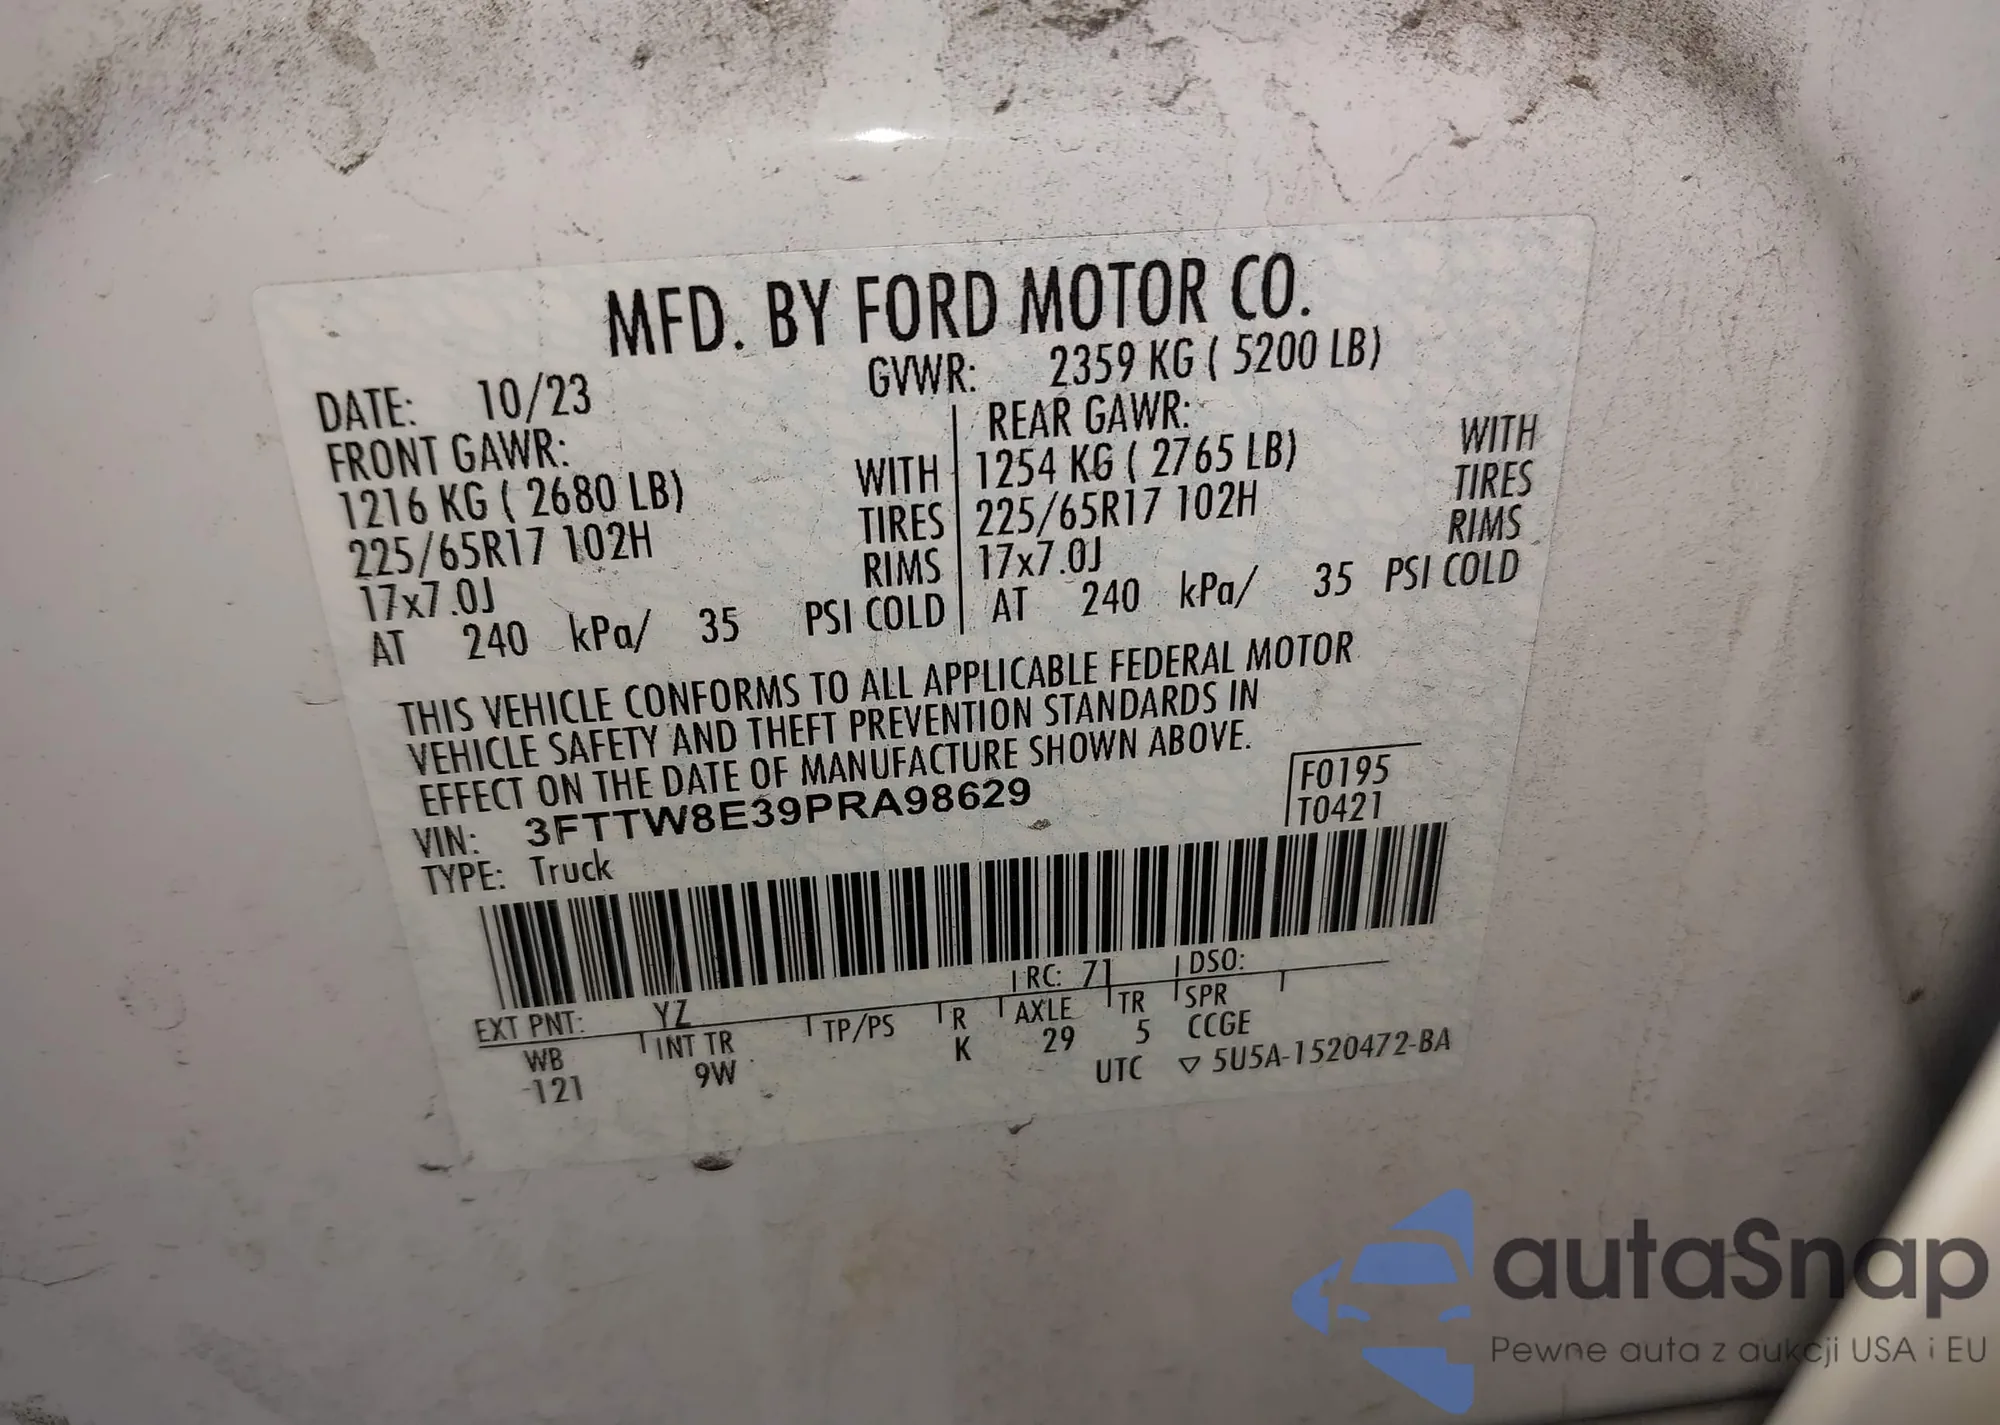 MFD. BY FORD MOTOR CO.
DATE: 10/23 GVWR: 2359 KG ( 5200 LB)
FRONT GAWR: REAR GAWR:
1216 KG ( 2680 LB) WITH 1254 KG ( 2765 LB) WITH
225/65R17 102H TIRES 225/65R17 102H TIRES
17x7.0J RIMS 17x7.0J RIMS
AT 240 kPa/ 35 PSI COLD AT 240 kPa/ 35 PSI COLD
THIS VEHICLE CONFORMS TO ALL APPLICABLE FEDERAL MOTOR
VEHICLE SAFETY AND THEFT PREVENTION STANDARDS IN
EFFECT ON THE DATE OF MANUFACTURE SHOWN ABOVE.
VIN: 3FTTW8E39PRA98629 F0195
TYPE: Truck T0421
EXT PNT: YZ RC: 71 DSO:
WB INT TR TP/PS R AXLE TR SPR
-121 9W K 29 5 CCGE
UTC ▽ 5U5A-1520472-BA
autaSnap
Pewne auta z aukcji USA i EU